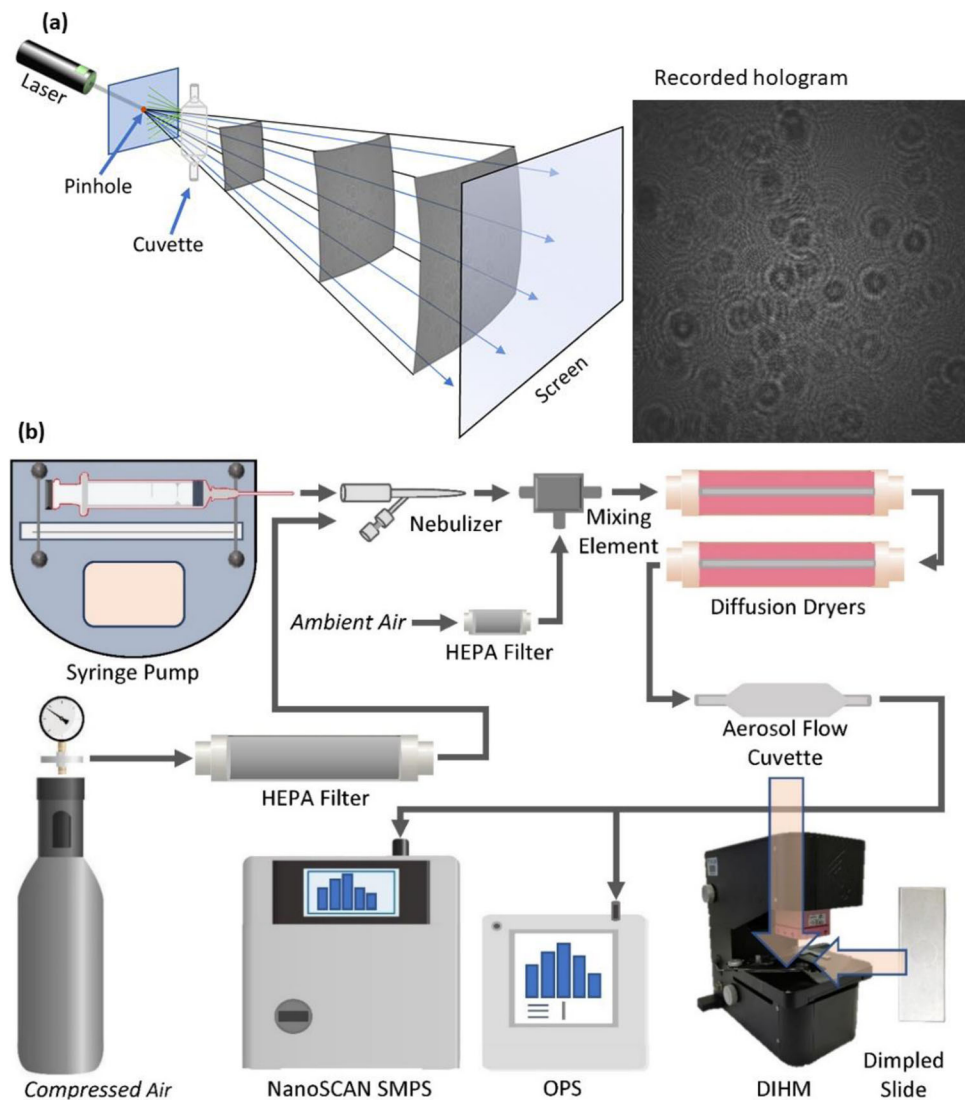 (a)
Laser
Pinhole
Cuvette
Screen
Recorded hologram
(b)
Syringe Pump
Nebulizer
Mixing
Element
Diffusion Dryers
Ambient Air
HEPA Filter
Aerosol Flow
Cuvette
HEPA Filter
Compressed Air
NanoSCAN SMPS
OPS
DIHM
Dimpled
Slide